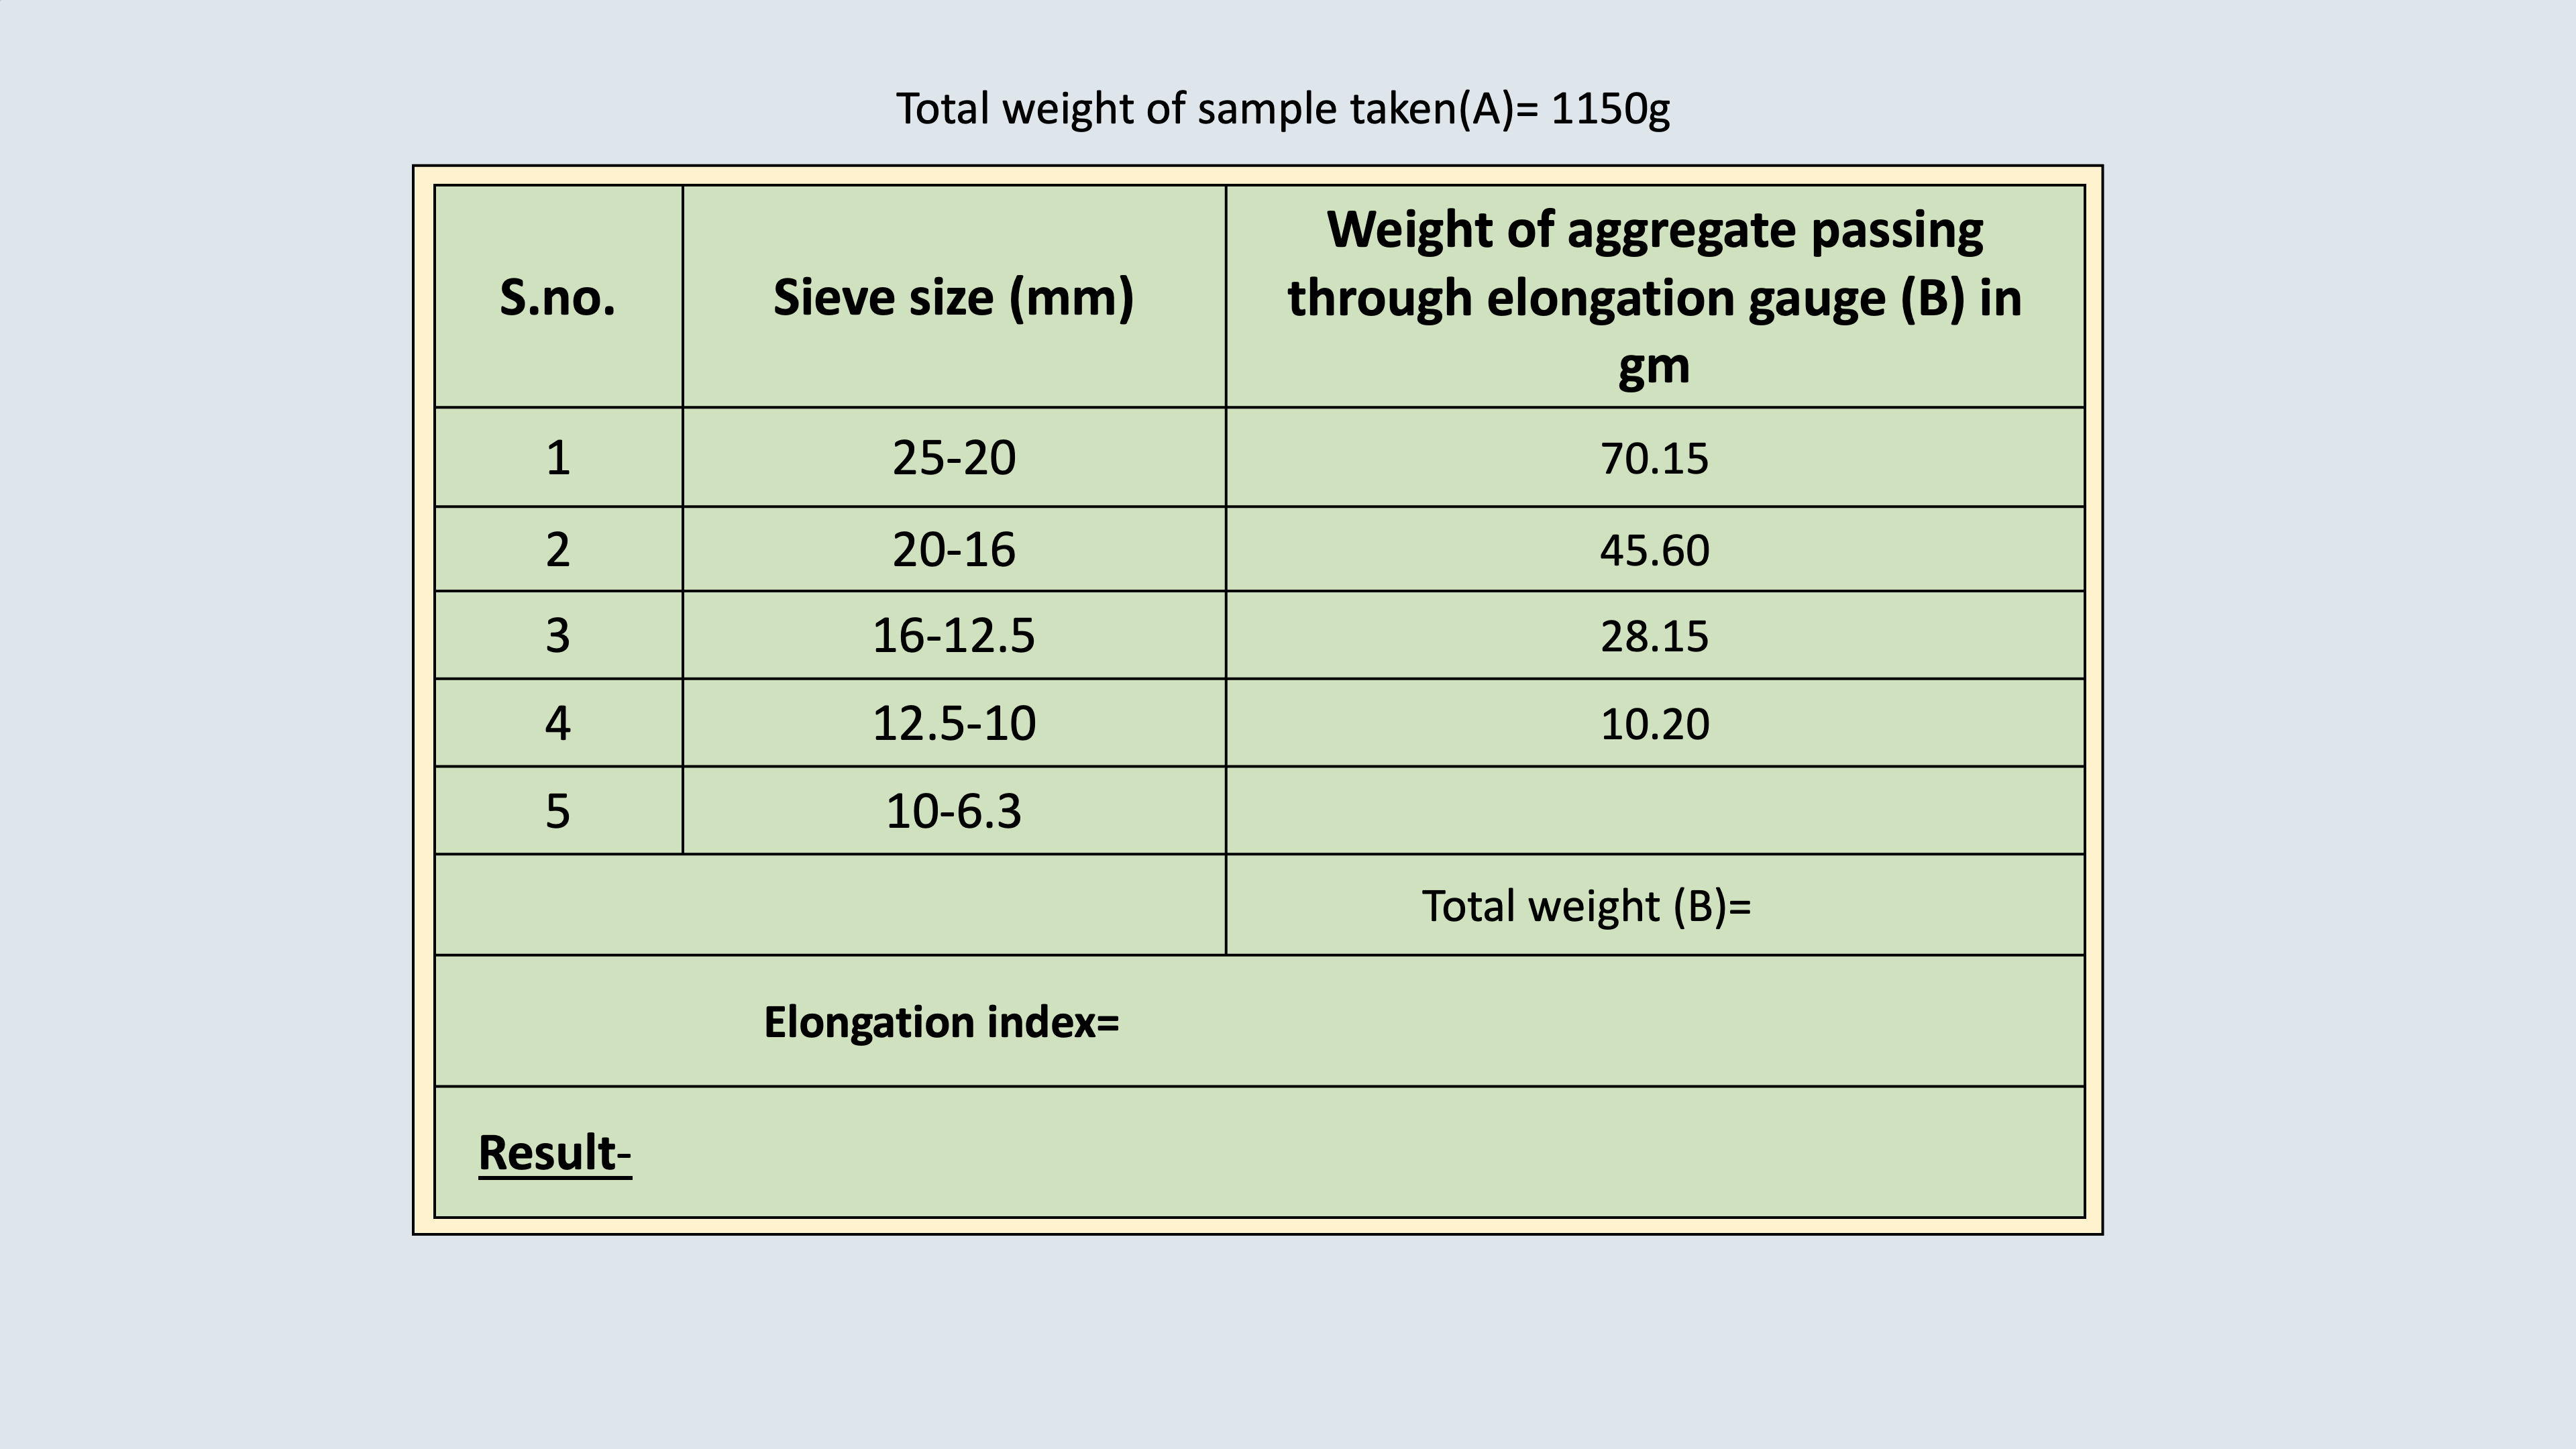 Total weight of sample taken(A)= 1150g
S.no.
Sieve size (mm)
Weight of aggregate passing
through elongation gauge (B) in
gm
1
25-20
70.15
2
20-16
45.60
3
16-12.5
28.15
4
12.5-10
10.20
5
10-6.3
Total weight (B)=
Elongation index=
Result-